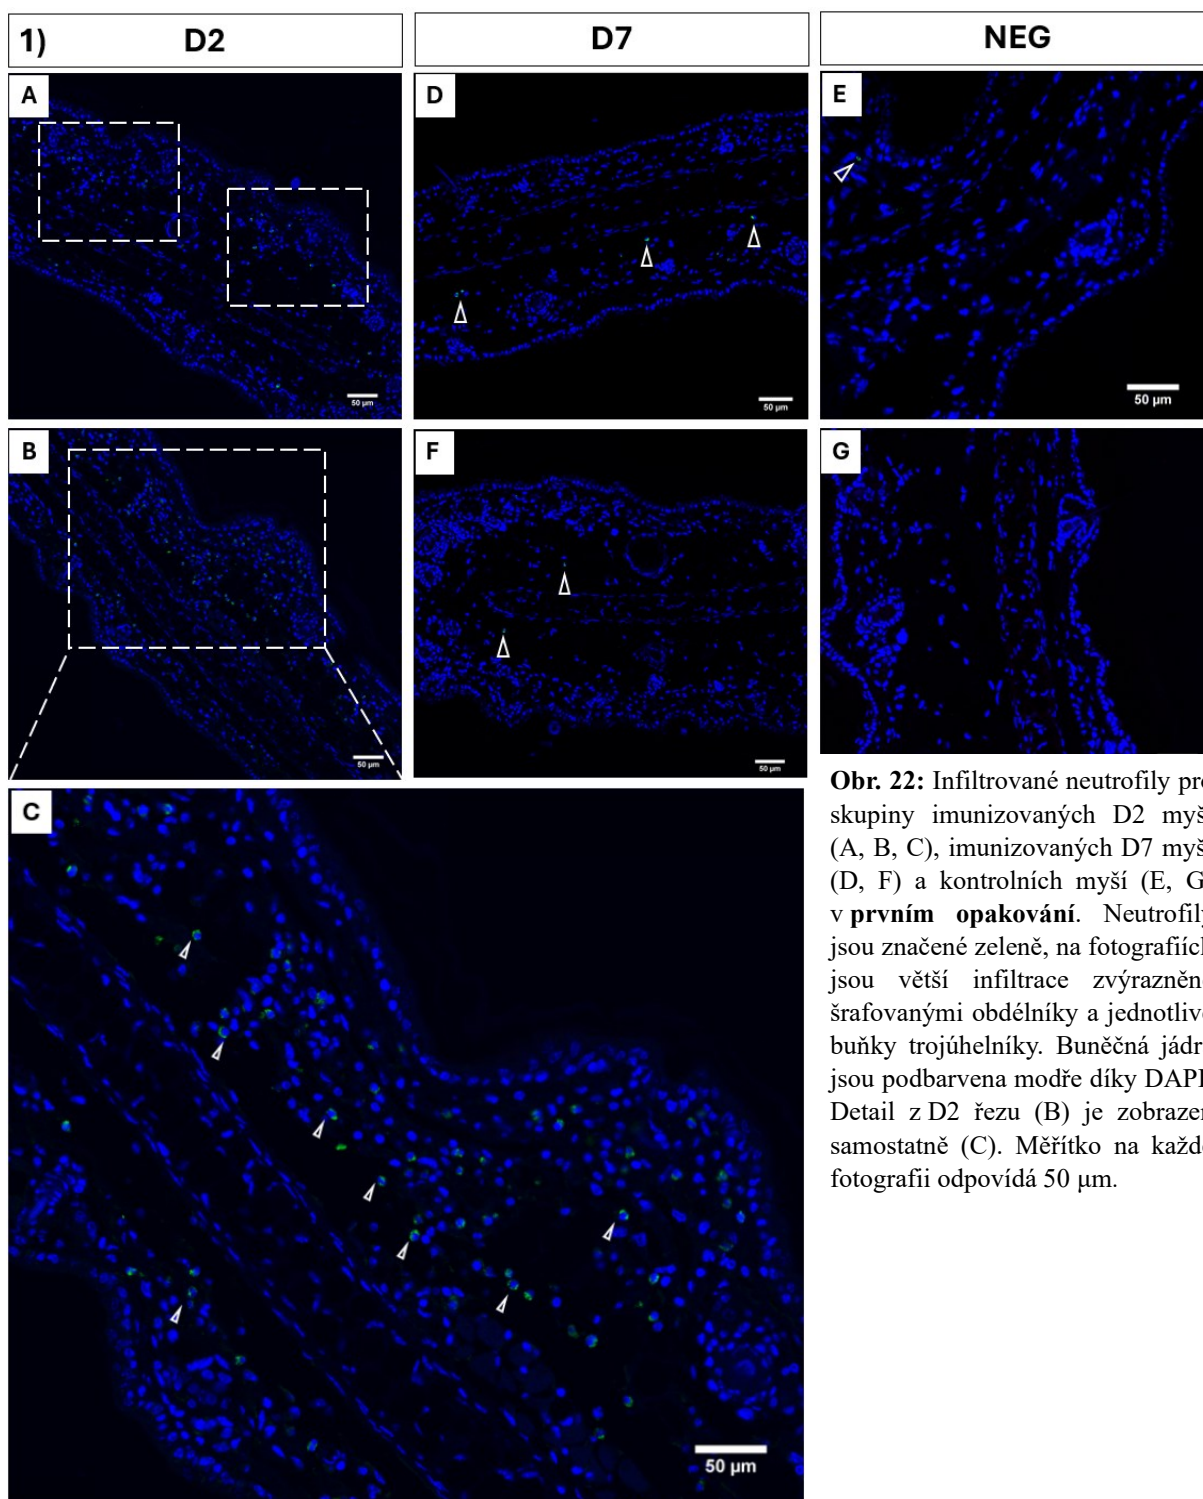 1) D2
D7
NEG
A
50 µm
D
50 µm
E
50 µm
B
50 µm
F
50 µm
G
C
50 µm
Obr. 22: Infiltrované neutrofily pro
skupiny imunizovaných D2 myš
(A, B, C), imunizovaných D7 myš
(D, F) a kontrolních myší (E, G
v prvním opakování. Neutrofily
jsou značené zeleně, na fotografiích
jsou větší infiltrace zvýrazněn
šrafovanými obdélníky a jednotliv
buňky trojúhelníky. Buněčná jádr
jsou podbarvena modře díky DAPI
Detail z D2 řezu (B) je zobrazen
samostatně (C). Měřítko na každé
fotografii odpovídá 50 µm.